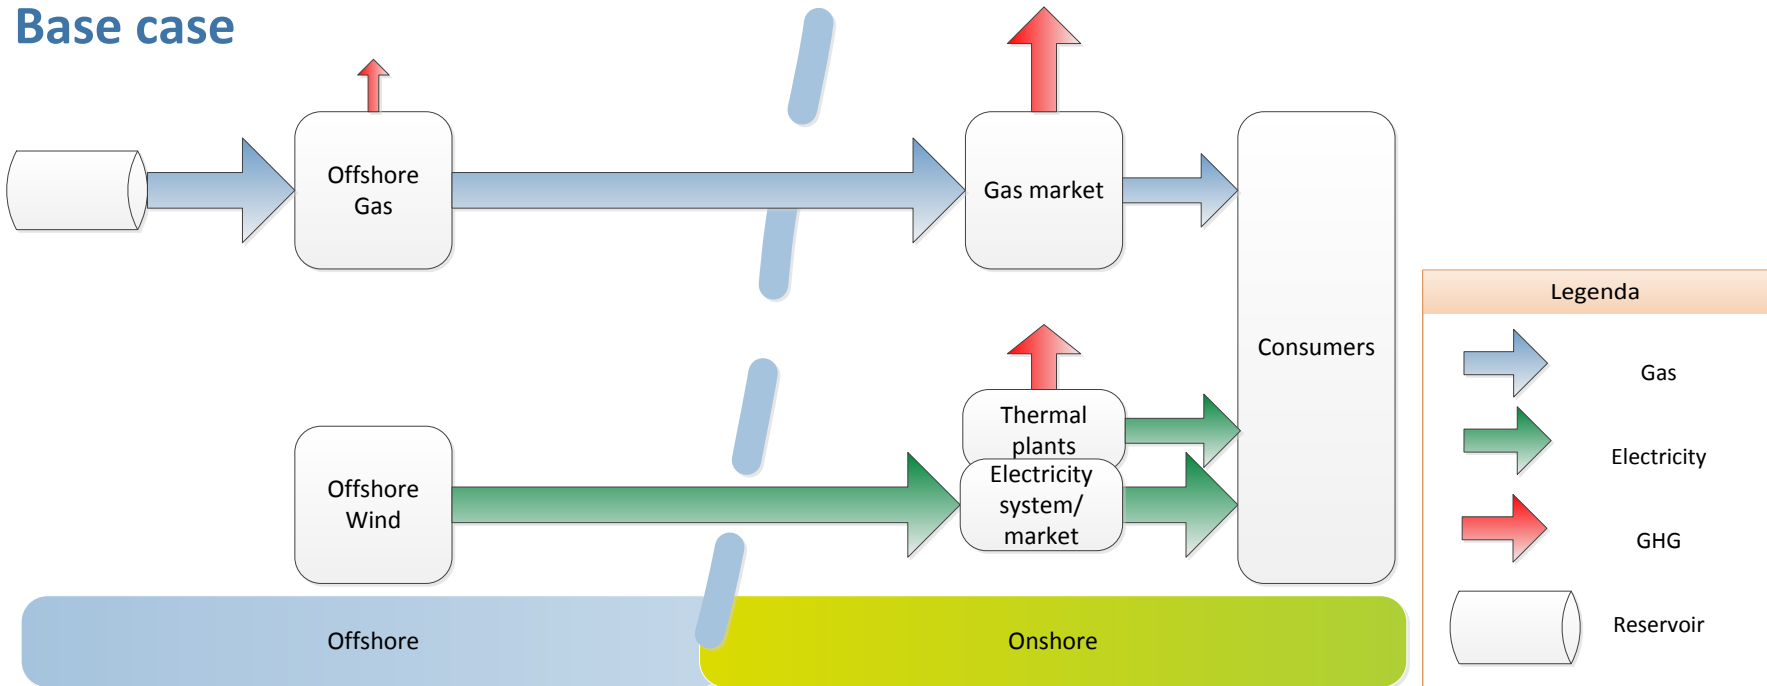 Base case
Offshore
Gas
Gas market
Consumers
Thermal
plants
Electricity
system/
market
Offshore
Wind
Offshore
Onshore
Legenda
Gas
Electricity
GHG
Reservoir